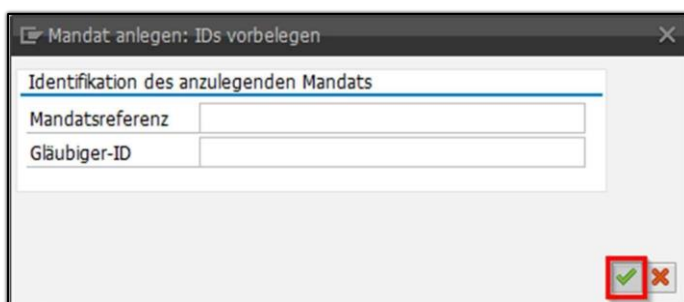 Mandat anlegen: IDs vorbelegen
Identifikation des anzulegenden Mandats
Mandatsreferenz
Gläubiger-ID